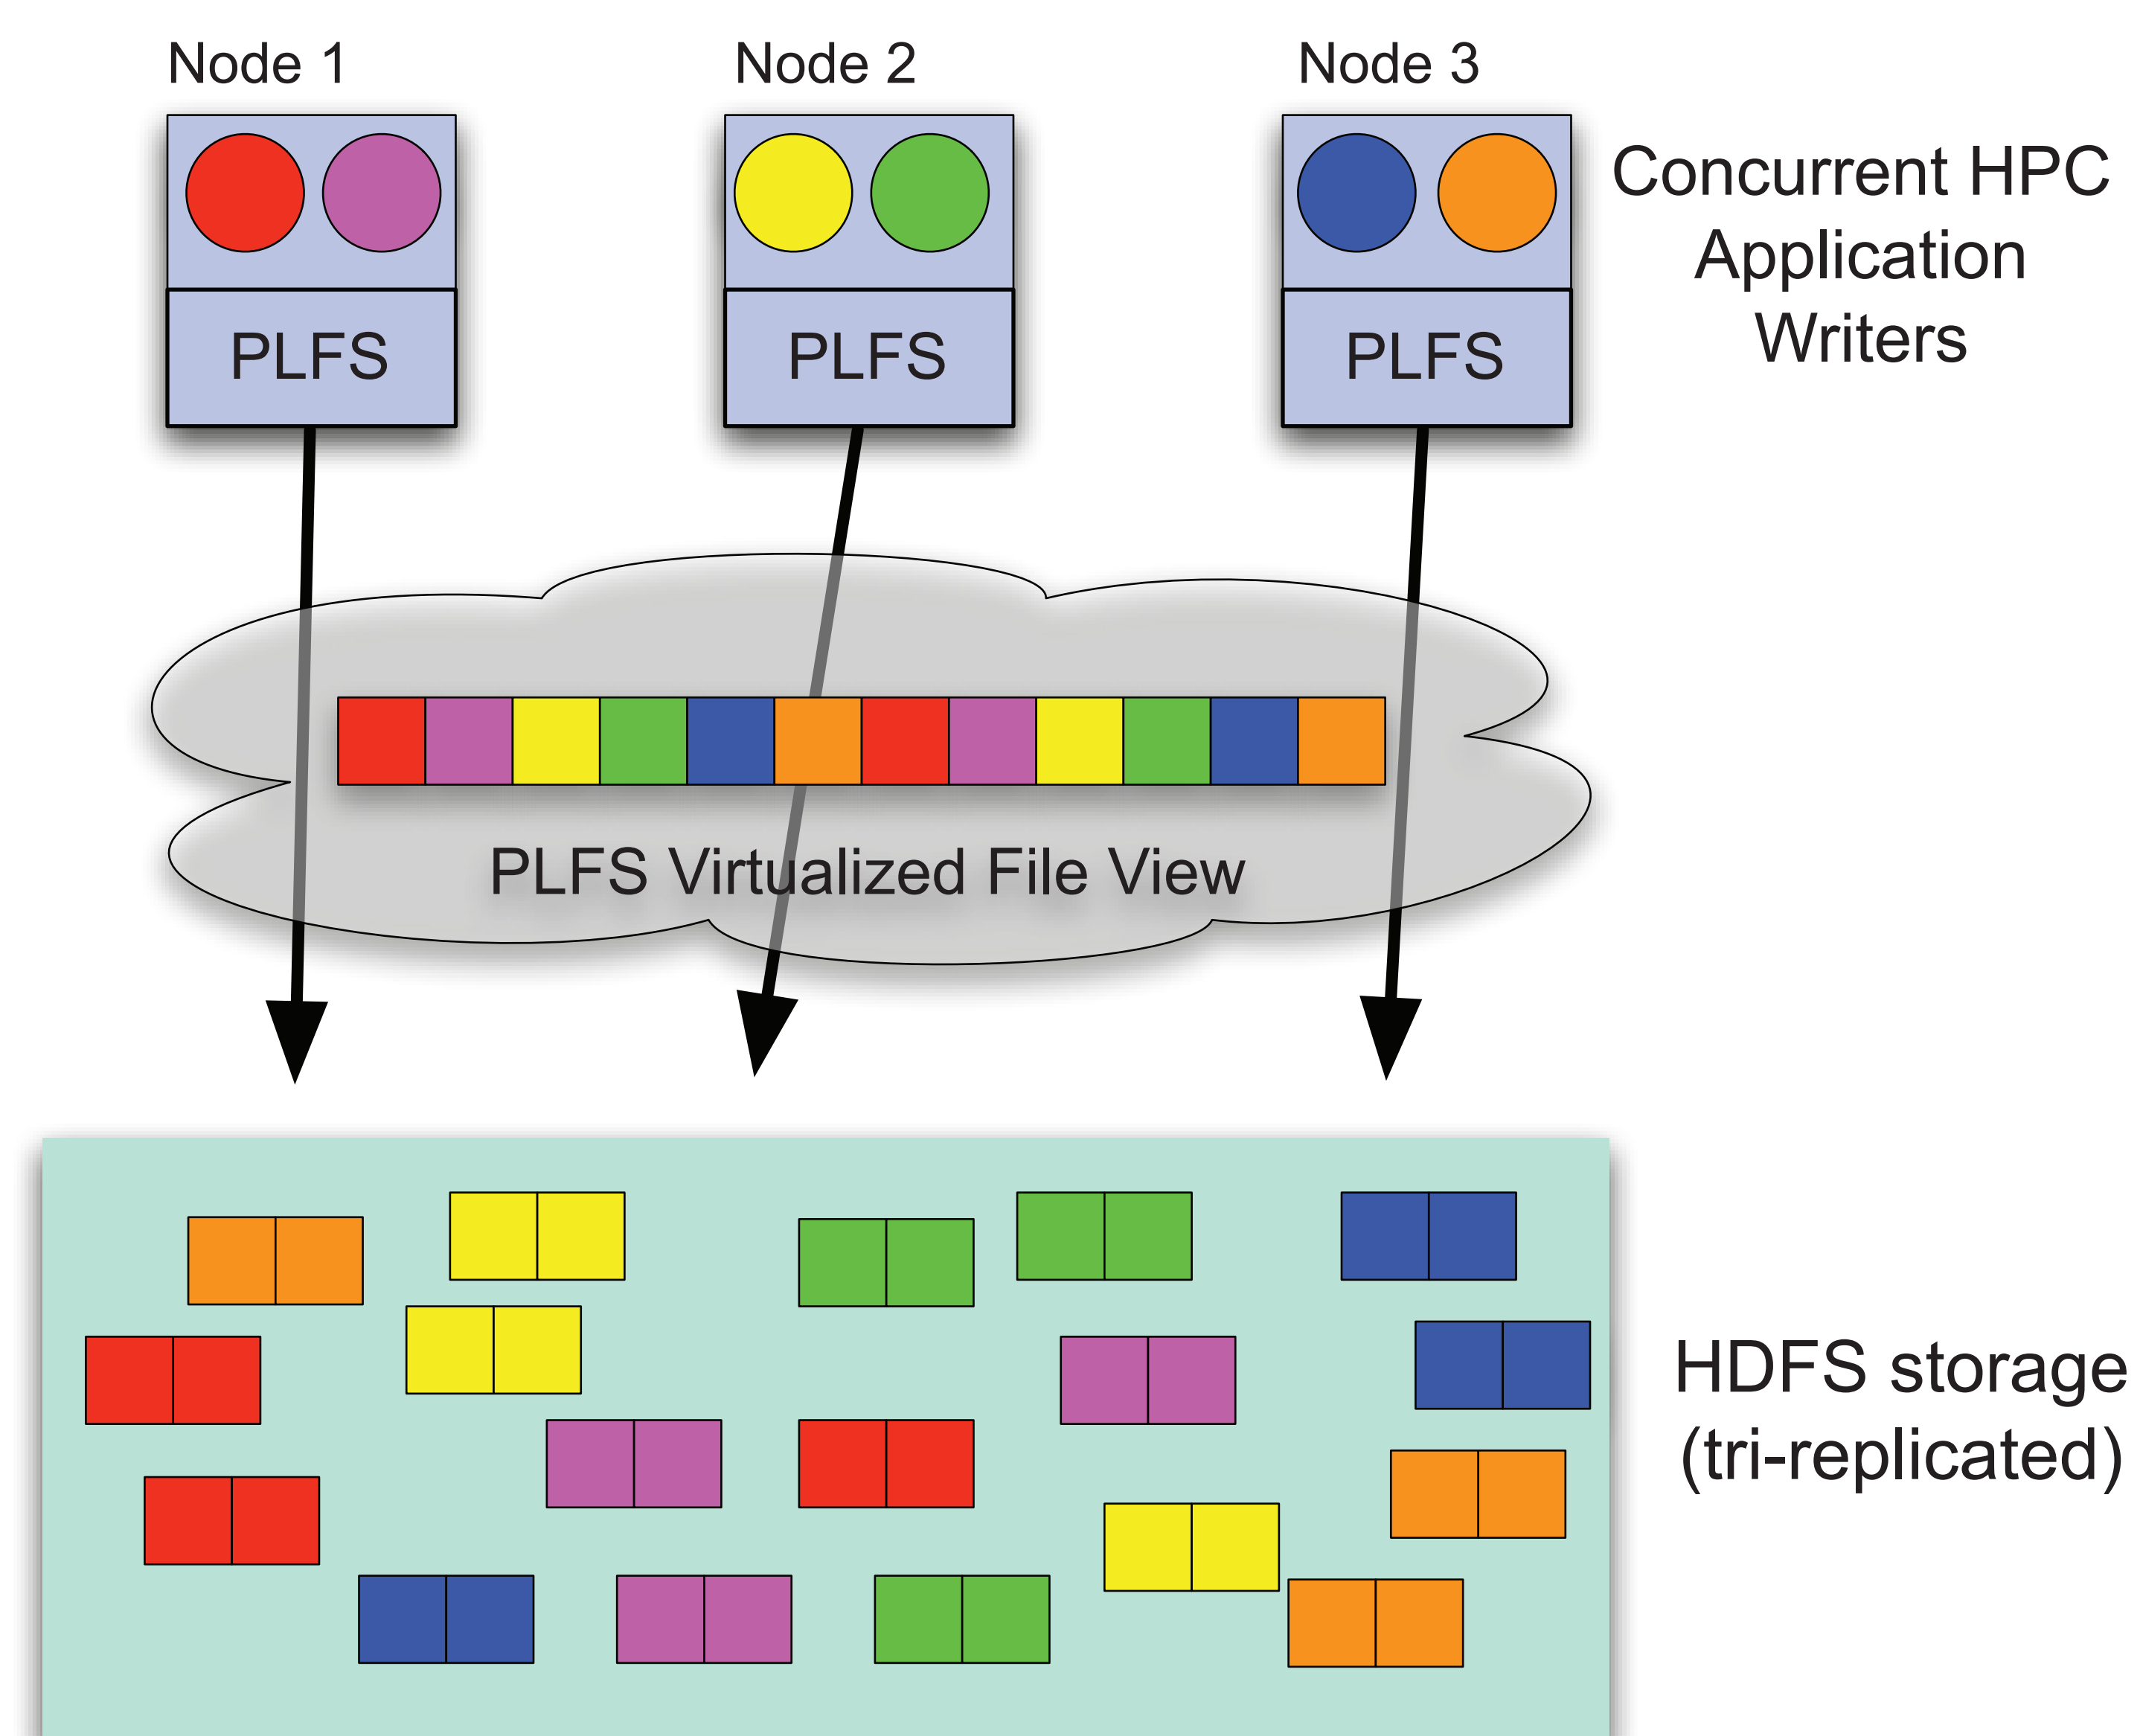 Node 1
Node 2
Node 3
Concurrent HPC
Application
Writers
PLFS
PLFS
PLFS
PLFS Virtualized File View
HDFS storage
(tri-replicated)